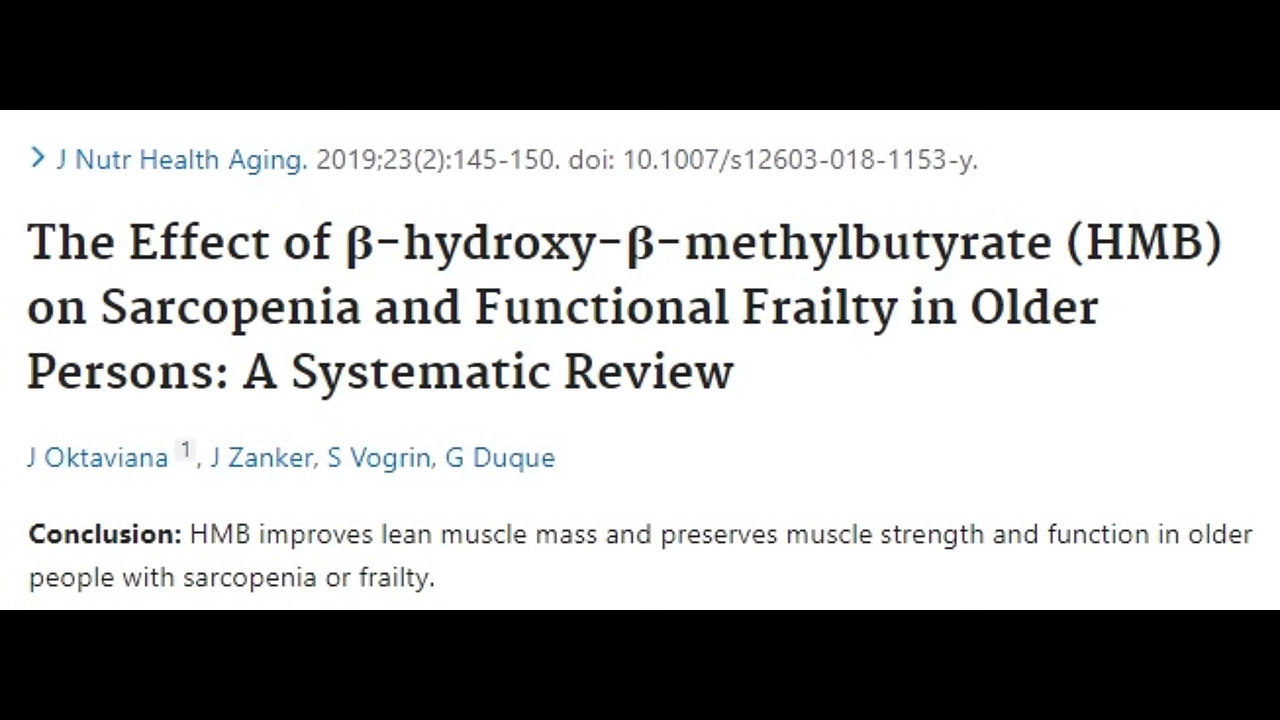 J Nutr Health Aging. 2019;23(2):145-150. doi: 10.1007/s12603-018-1153-y.
The Effect of β-hydroxy-β-methylbutyrate (HMB)
on Sarcopenia and Functional Frailty in Older
Persons: A Systematic Review
J Oktaviana 1, J Zanker, S Vogrin, G Duque
Conclusion: HMB improves lean muscle mass and preserves muscle strength and function in older
people with sarcopenia or frailty.